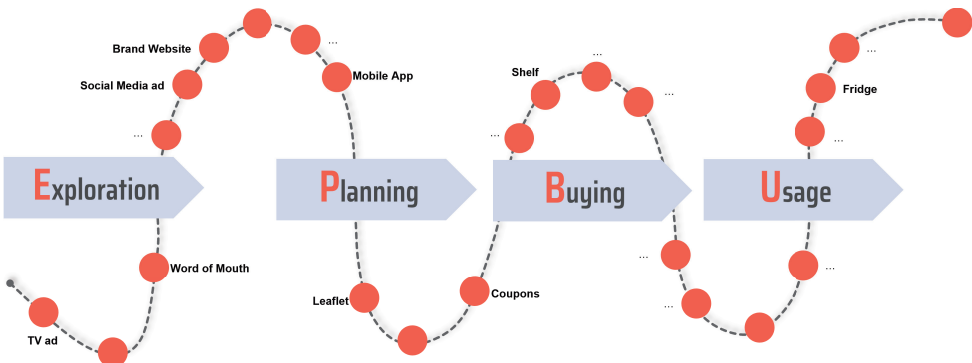 Brand Website
...
Mobile App
Social Media ad
...
Exploration
Word of Mouth
TV ad
Planning
Leaflet
Coupons
...
Shelf
...
...
Buying
...
...
Usage
...
Fridge
...
...